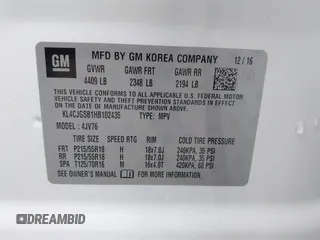 GM
MFD BY GM KOREA COMPANY 12/16
GVWR GAWR FRT GAWR RR
4409 LB 2348 LB 2194 LB
THIS VEHICLE CONFORMS TO ALL APPLICABLE U.S. FEDERAL MOTOR
VEHICLE SAFETY, BUMPER, AND THEFT PREVENTION STANDARDS IN
EFFECT ON THE DATE OF MANUFACTURE SHOWN ABOVE.
KL4CJGSB1HB102435 TYPE: MPV
MODEL: 4JV76
TIRE SIZE SPEED RTG RIM COLD TIRE PRESSURE
FRT P215/55R18 H 18x7.0J 240KPA, 35 PSI
RR P215/55R18 H 18x7.0J 240KPA, 35 PSI
SPA T125/70R16 M 16x4.0T 420KPA, 60 PSI
SEE OWNER'S MANUAL FOR ADDITIONAL INFORMATION.
DREAMBID